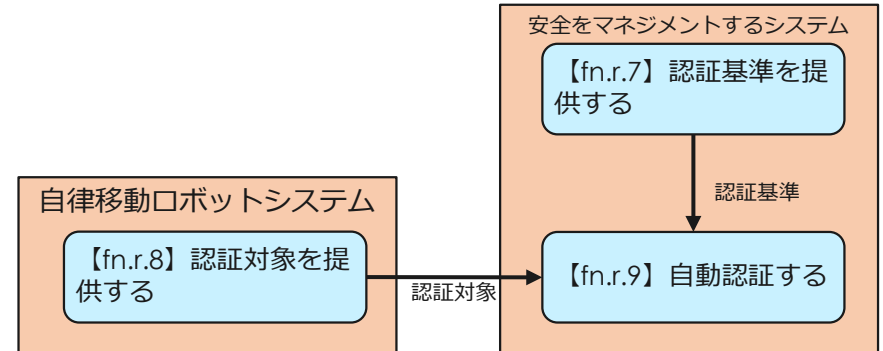 安全をマネジメントするシステム
【fn.r.7】認証基準を提
供する
認証基準
自律移動ロボットシステム
【fn.r.8】認証対象を提
供する
認証対象
【fn.r.9】自動認証する